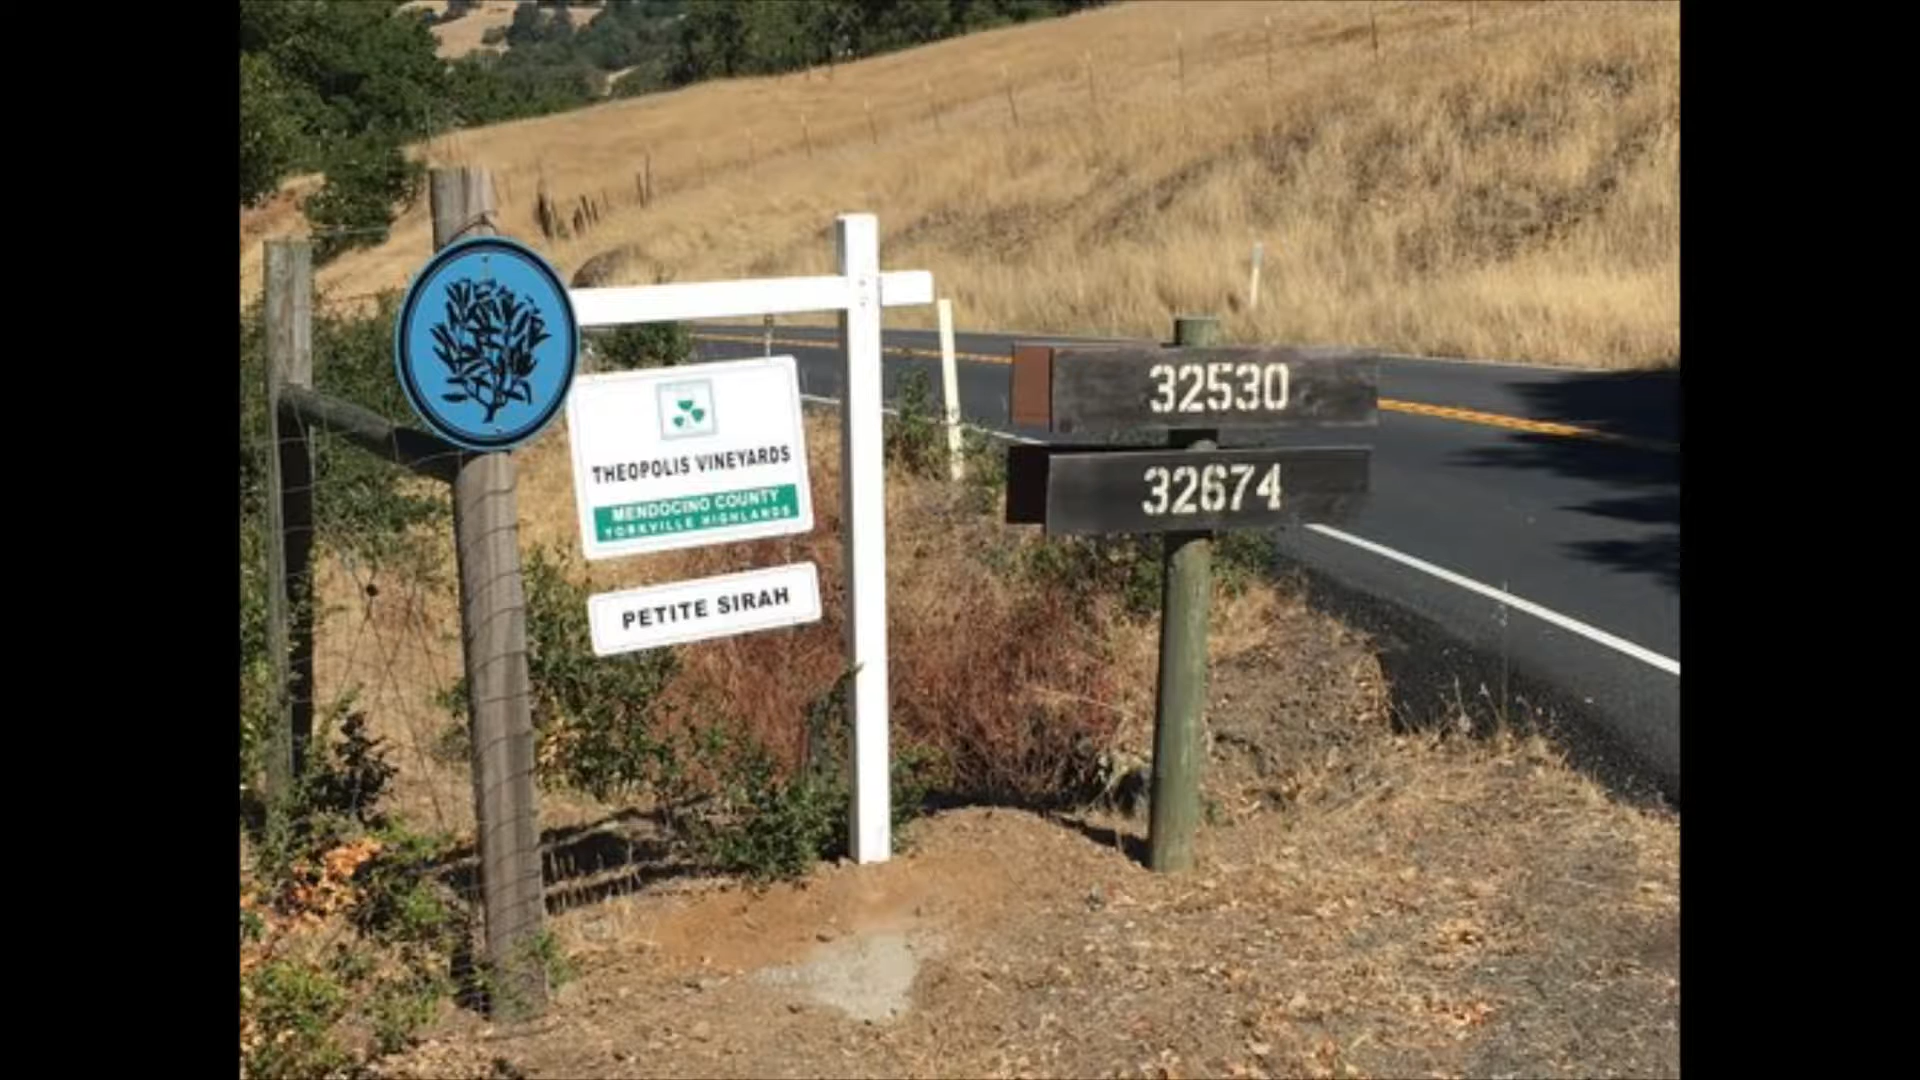 THEOPOLIS VINEYARDS
MENDOCINO COUNTY
YORKVILLE HIGHLANDS
PETITE SIRAH
32530
32674